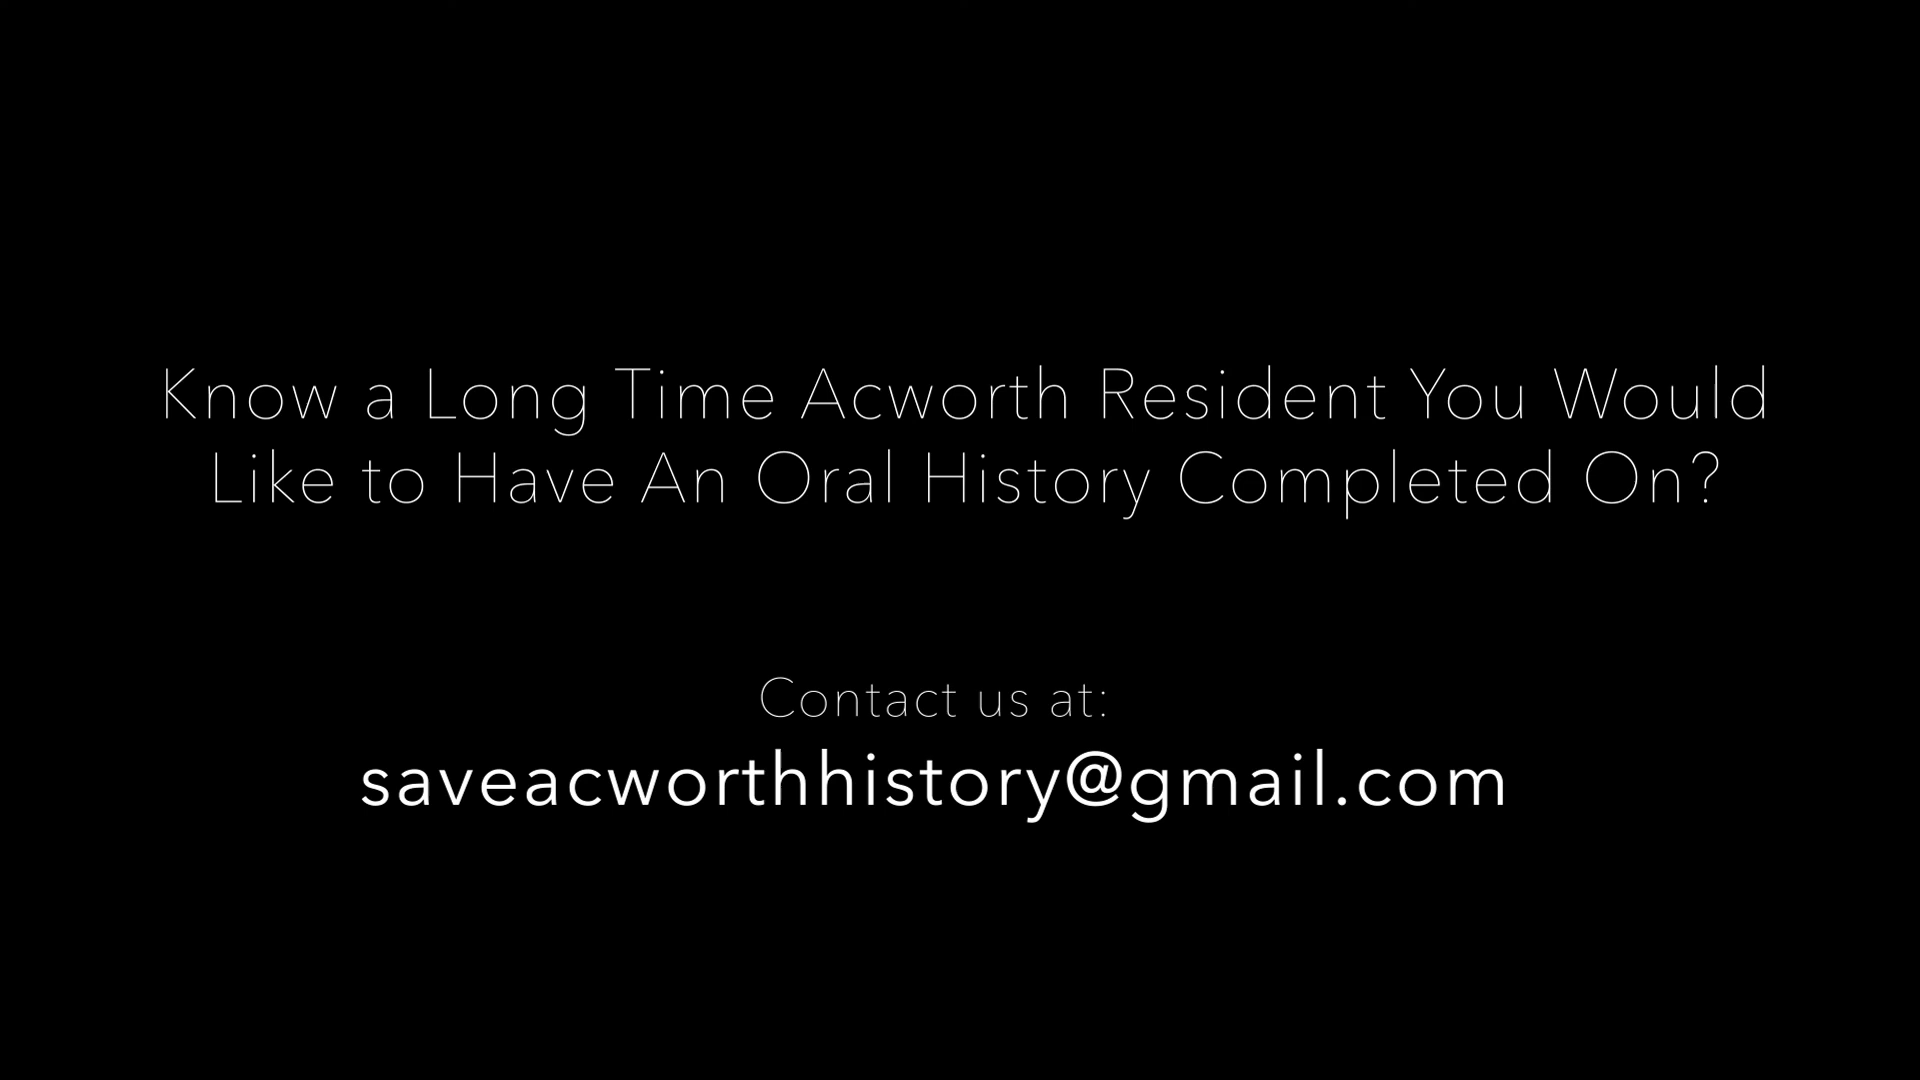 Know a Long Time Acworth Resident You Would
Like to Have An Oral History Completed On?
Contact us at:
saveacworthhistory@gmail.com